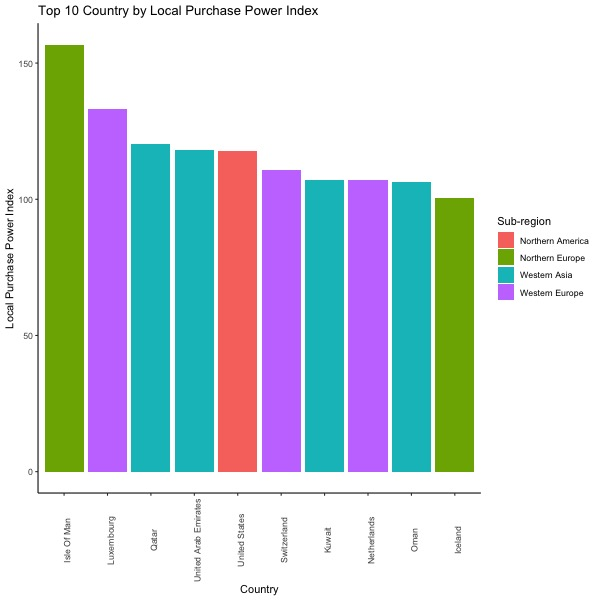 Top 10 Country by Local Purchase Power Index
Local Purchase Power Index
150
100
50
0
Isle Of Man
Luxembourg
Qatar
United Arab Emirates
United States
Switzerland
Kuwait
Netherlands
Oman
Iceland
Country
Sub-region
Northern America
Northern Europe
Western Asia
Western Europe